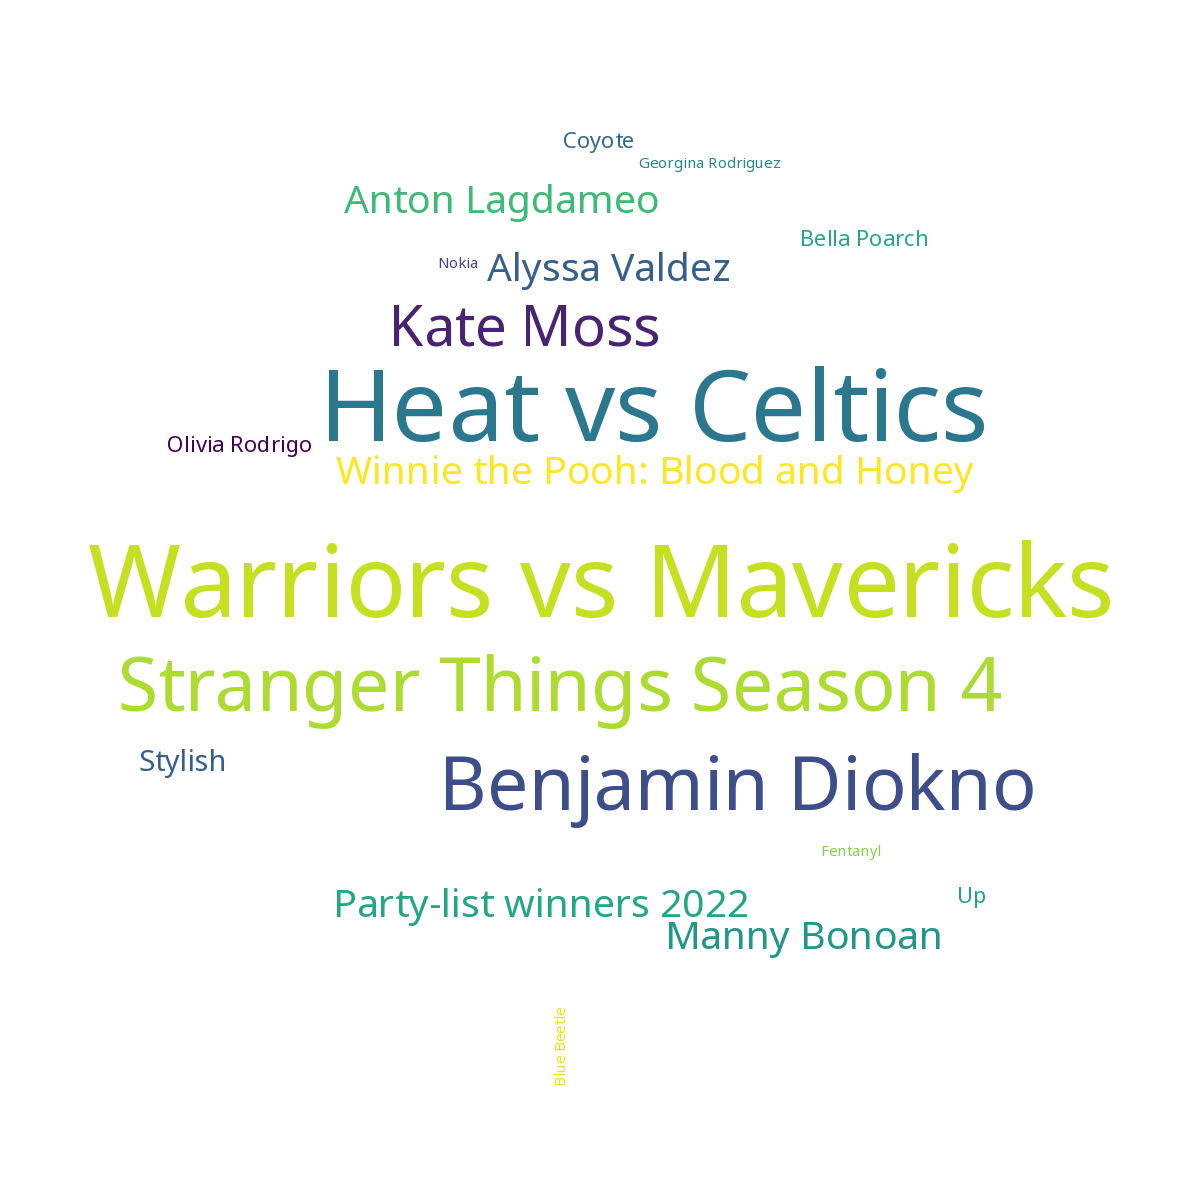 Coyote
Georgina Rodriguez
Anton Lagdameo
Bella Poarch
Nokia
Alyssa Valdez
Kate Moss
Heat vs Celtics
Olivia Rodrigo
Winnie the Pooh: Blood and Honey
Warriors vs Mavericks
Stranger Things Season 4
Stylish
Benjamin Diokno
Fentanyl
Party-list winners 2022
Up
Manny Bonoan
Blue Beetle